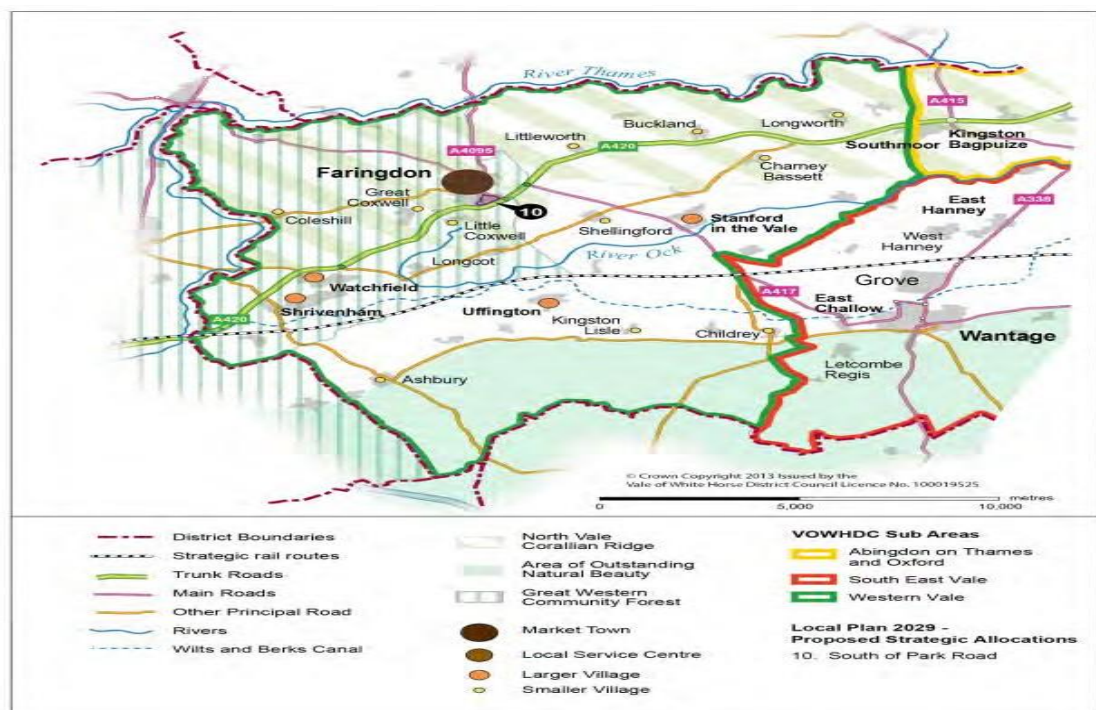 River Thames
A415
Buckland
Longworth
Littleworth
A420
Kingston
Bagpuize
Southmoor
A4095
Faringdon
Charney
Bassett
Great
Coxwell
10
East
Hanney
A338
Coleshill
Little
Coxwell
Shellingford
Stanford
in the Vale
West
Hanney
Longcot
River Ock
Grove
Watchfield
A417
East
Challow
A420
Shrivenham
Uffington
Kingston
Lisle
Childrey
Wantage
Letcombe
Regis
Ashbury
© Crown Copyright 2013 Issued by the
Vale of White Horse District Council Licence No. 100019525
metres
5,000
10,000
District Boundaries
Strategic rail routes
Trunk Roads
Main Roads
Other Principal Road
Rivers
Wilts and Berks Canal
North Vale
Corallian Ridge
Area of Outstanding
Natural Beauty
Great Western
Community Forest
Market Town
Local Service Centre
Larger Village
Smaller Village
VOWHDC Sub Areas
Abingdon on Thames
and Oxford
South East Vale
Western Vale
Local Plan 2029 -
Proposed Strategic Allocations
10. South of Park Road